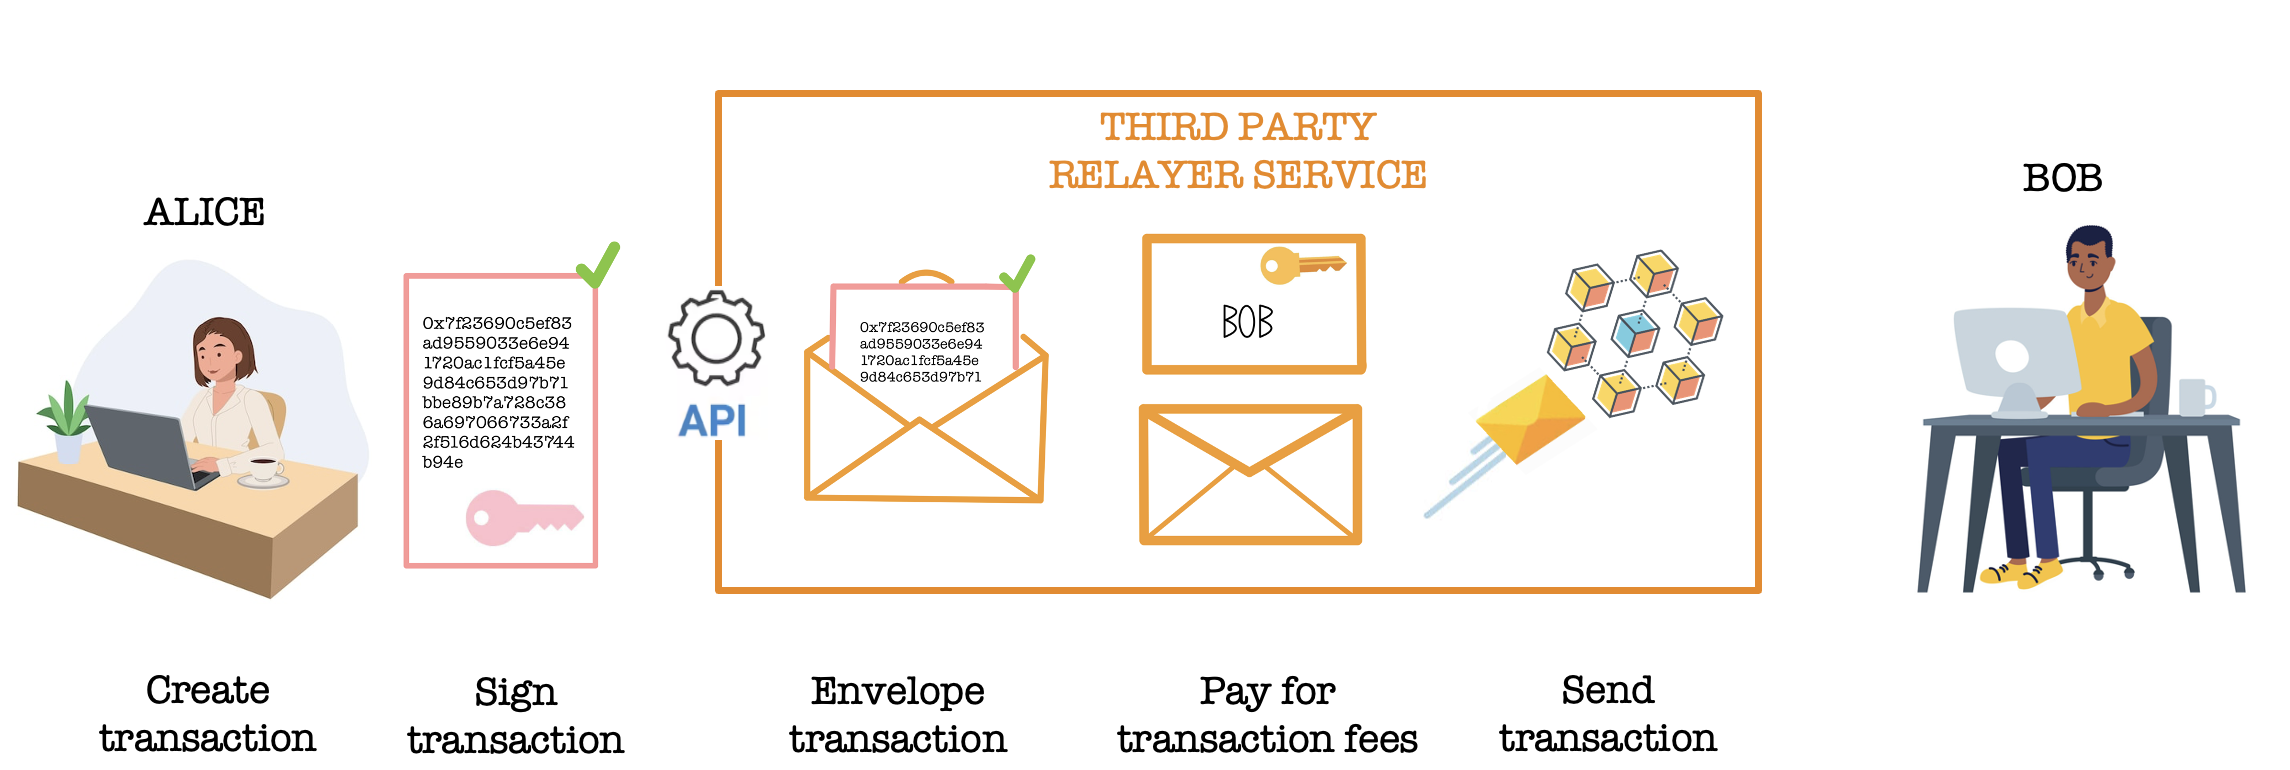 THIRD PARTY
RELAYER SERVICE
ALICE
BOB
0x7f23690c5ef83
ad9559033e6e94
1720ac1fcf5a45e
9d84c653d97b71
bbe89b7a728c38
6a697066733a2f
2f516d624b43744
b94e
API
0x7f23690c5ef83
ad9559033e6e94
1720ac1fcf5a45e
9d84c653d97b71
BOB
Create
transaction
Sign
transaction
Envelope
transaction
Pay for
transaction fees
Send
transaction